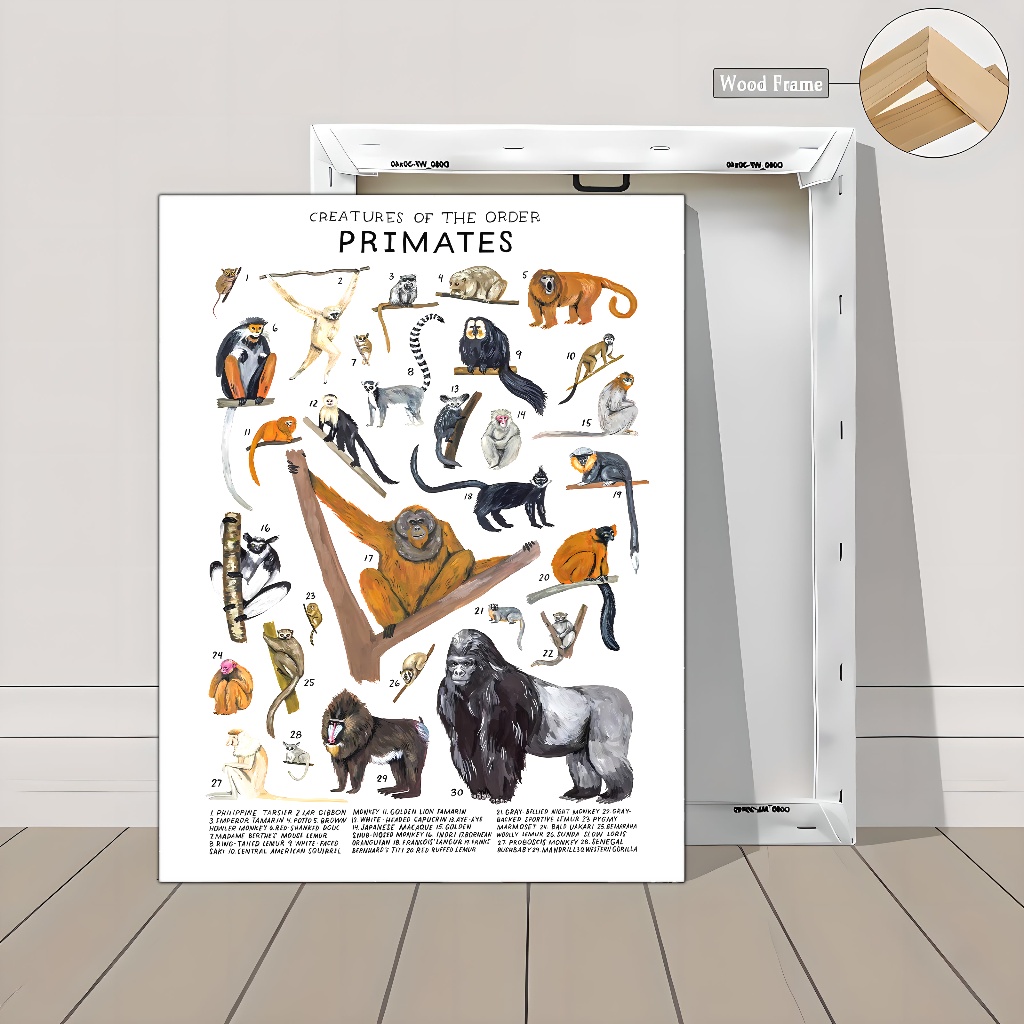 Wood Frame
CREATURES OF THE ORDER
PRIMATES
1
2
3
4
5
6
7
8
9
10
11
12
13
14
15
16
17
18
19
20
21
22
23
24
25
26
27
28
29
30
1 PHILIPPINE TARSIER 2 LAR GIBBON
3 EMPEROR TAMARIN 4. POTO 5. BROWN
HOWLER MONKEY 6. RED-SHANKED DOUC
7. MADAME BERTHE'S MOUSE LEMUR
8 RING-TAILED LEMUR 9 WHITE-FACED
SAKI 10. CENTRAL AMERICAN SQUIRREL
MONKEY 11. GOLDEN LION TAMARIN
12. WHITE-HEADED CAPUCHIN 13. AYE-AYE
14. JAPANESE MACAQUE 15. GOLDEN
SNUB-NOSED MONKEY 16. INDRI 17. BORNEAN
ORANGUTAN 18. FRANCOIS' LANGUR 19.
BERNHARD'S TITI 20 RED RUFFED LEMUR
21. GRAY-BELLIED NIGHT MONKEY 22. GRAY-
BACKED SPORTIVE LEMUR 23. PYGMY
MARMOSET 24. BALD UAKARI 25. BEMARAHA
WOOLLY LEMUR 26. SUNDA SLOW LORIS
27. PROBOSCIS MONKEY 28. SENEGAL
BUSHBABY 29. MANDRILL 30 WESTERN GORILLA